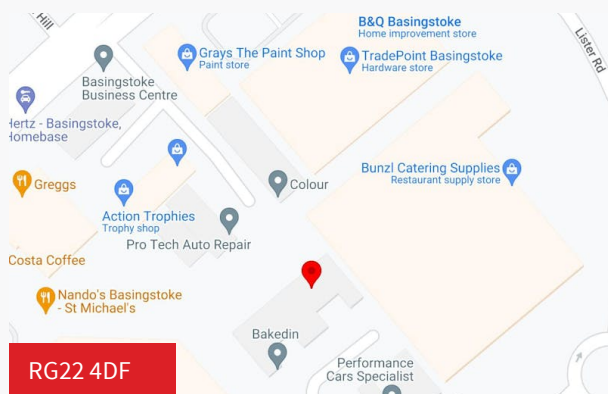 Hill
B&Q Basingstoke
Home improvement store
Lister Rd
Grays The Paint Shop
Paint store
TradePoint Basingstoke
Hardware store
Basingstoke
Business Centre
Hertz - Basingstoke,
Homebase
Bunzl Catering Supplies
Restaurant supply store
Greggs
Colour
Action Trophies
Trophy shop
Pro Tech Auto Repair
Costa Coffee
Nando's Basingstoke
- St Michael's
Bakedin
Performance
Cars Specialist
RG22 4DF